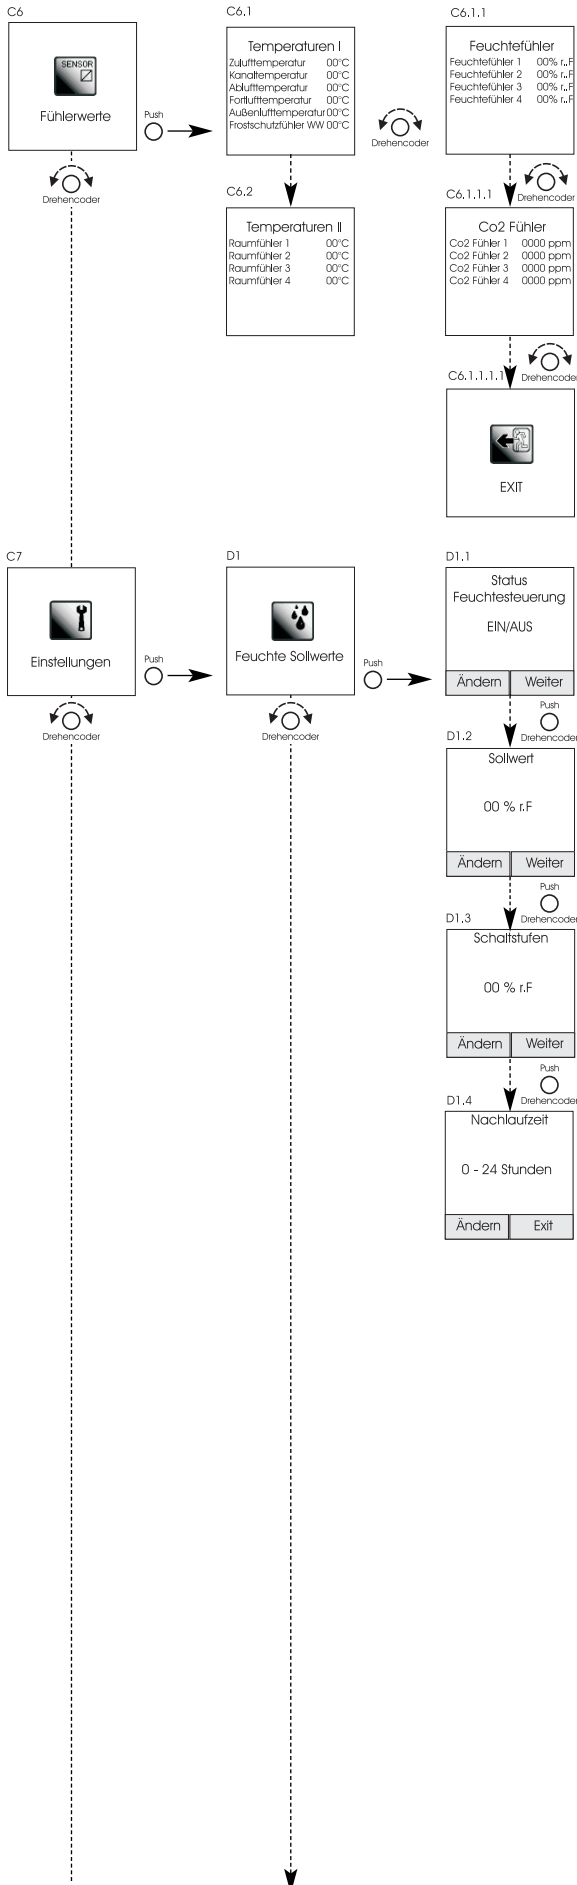 C6
SENSOR
Fühlerwerte
Push
Drehencoder
C6.1
Temperaturen I
Zulufttemperatur 00°C
Kanaltemperatur 00°C
Ablufttemperatur 00°C
Fortlufttemperatur 00°C
Außenlufttemperatur 00°C
Frostschutzfühler WW 00°C
Drehencoder
C6.2
Temperaturen II
Raumfühler 1 00°C
Raumfühler 2 00°C
Raumfühler 3 00°C
Raumfühler 4 00°C
C6.1.1
Feuchtefühler
Feuchtefühler 1 00% r..F
Feuchtefühler 2 00% r..F
Feuchtefühler 3 00% r..F
Feuchtefühler 4 00% r..F
Drehencoder
C6.1.1.1
Co2 Fühler
Co2 Fühler 1 0000 ppm
Co2 Fühler 2 0000 ppm
Co2 Fühler 3 0000 ppm
Co2 Fühler 4 0000 ppm
Drehencoder
C6.1.1.1.1
EXIT
C7
Einstellungen
Push
Drehencoder
D1
Feuchte Sollwerte
Push
Drehencoder
D1.1
Status
Feuchtesteuerung
EIN/AUS
Ändern Weiter
Push
Drehencoder
D1.2
Sollwert
00 % r.F
Ändern Weiter
Push
Drehencoder
D1.3
Schaltstufen
00 % r.F
Ändern Weiter
Push
Drehencoder
D1.4
Nachlaufzeit
0 - 24 Stunden
Ändern Exit